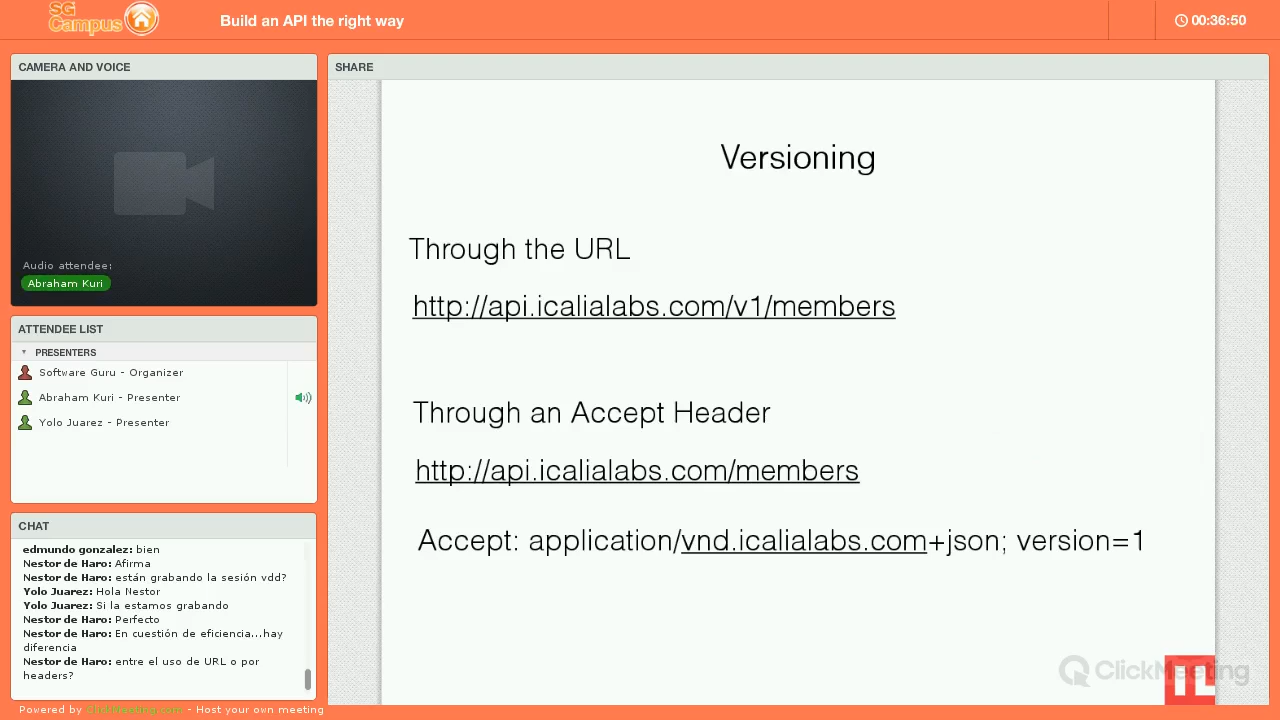 SG
Campus
Build an API the right way
00:36:50
CAMERA AND VOICE
Audio attendee:
Abraham Kuri
ATTENDEE LIST
PRESENTERS
Software Guru - Organizer
Abraham Kuri - Presenter
Yolo Juarez - Presenter
CHAT
edmundo gonzalez: bien
Nestor de Haro: Afirma
Nestor de Haro: están grabando la sesión vdd?
Yolo Juarez: Hola Nestor
Yolo Juarez: Si la estamos grabando
Nestor de Haro: Perfecto
Nestor de Haro: En cuestión de eficiencia...hay
diferencia
Nestor de Haro: entre el uso de URL o por
headers?
Powered by ClickMeeting.com - Host your own meeting
SHARE
Versioning
Through the URL
http://api.icalialabs.com/v1/members
Through an Accept Header
http://api.icalialabs.com/members
Accept: application/vnd.icalialabs.com+json; version=1
ClickMeeting